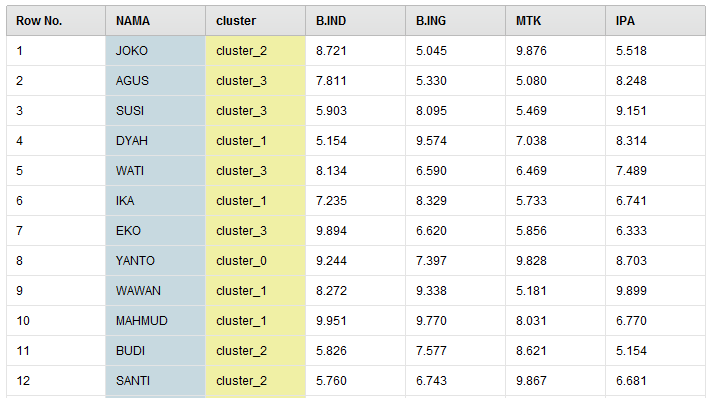 Row No. NAMA cluster B.IND B.ING MTK IPA
1 JOKO cluster_2 8.721 5.045 9.876 5.518
2 AGUS cluster_3 7.811 5.330 5.080 8.248
3 SUSI cluster_3 5.903 8.095 5.469 9.151
4 DYAH cluster_1 5.154 9.574 7.038 8.314
5 WATI cluster_3 8.134 6.590 6.469 7.489
6 IKA cluster_1 7.235 8.329 5.733 6.741
7 EKO cluster_3 9.894 6.620 5.856 6.333
8 YANTO cluster_0 9.244 7.397 9.828 8.703
9 WAWAN cluster_1 8.272 9.338 5.181 9.899
10 MAHMUD cluster_1 9.951 9.770 8.031 6.770
11 BUDI cluster_2 5.826 7.577 8.621 5.154
12 SANTI cluster_2 5.760 6.743 9.867 6.681